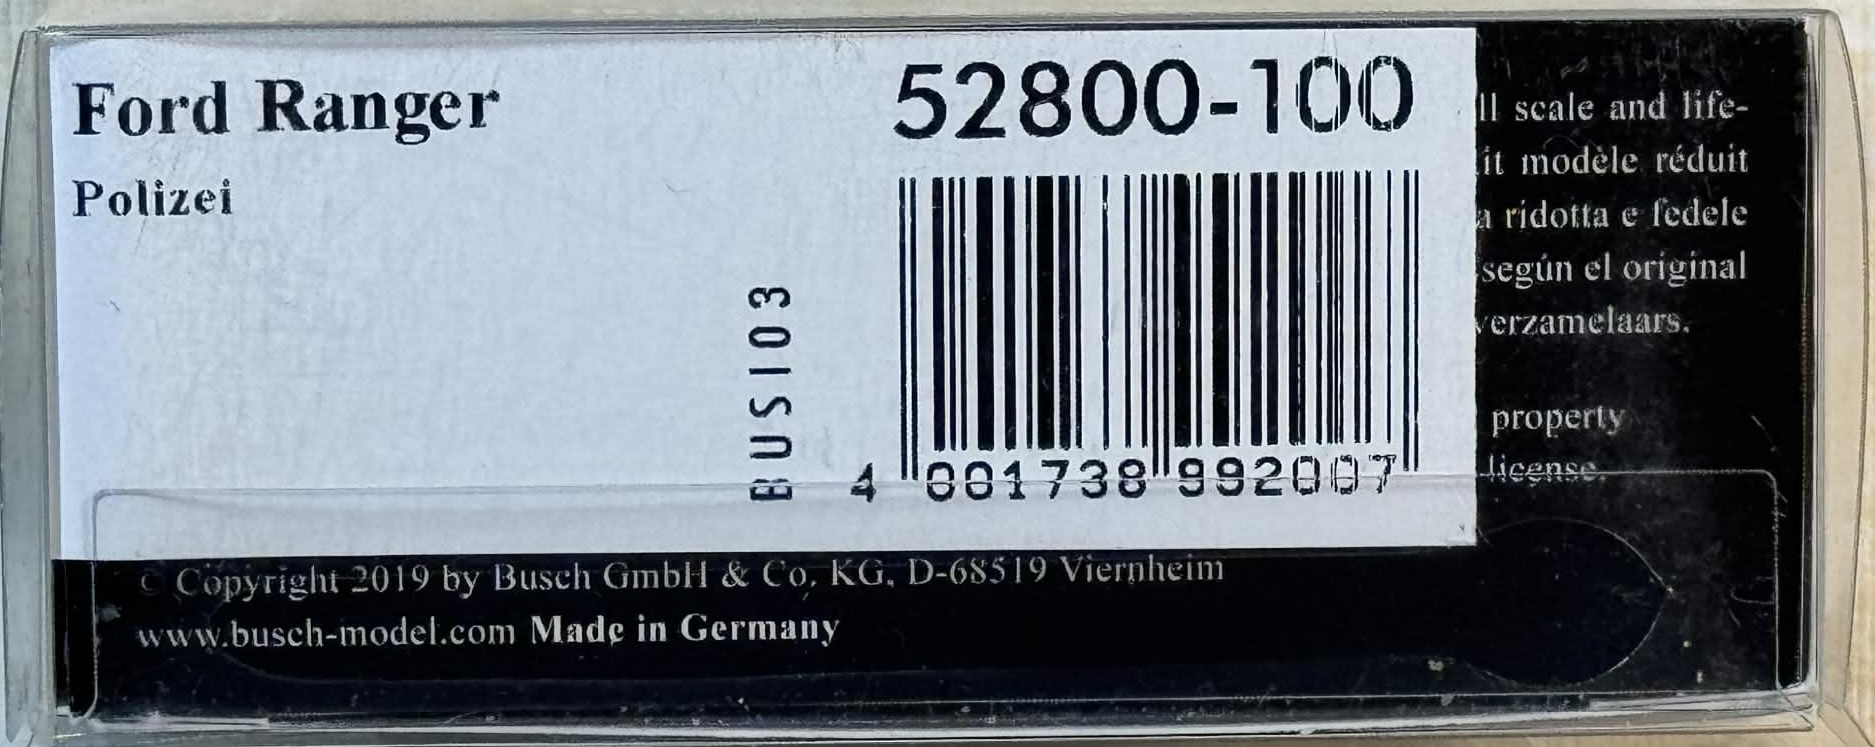 Ford Ranger
Polizei
52800-100
BUS103
4 001738 992007
ll scale and life-
it modèle réduit
a ridotta e fedele
según el original
verzamelaars.
property
license.
© Copyright 2019 by Busch GmbH & Co. KG, D-68519 Viernheim
www.busch-model.com Made in Germany